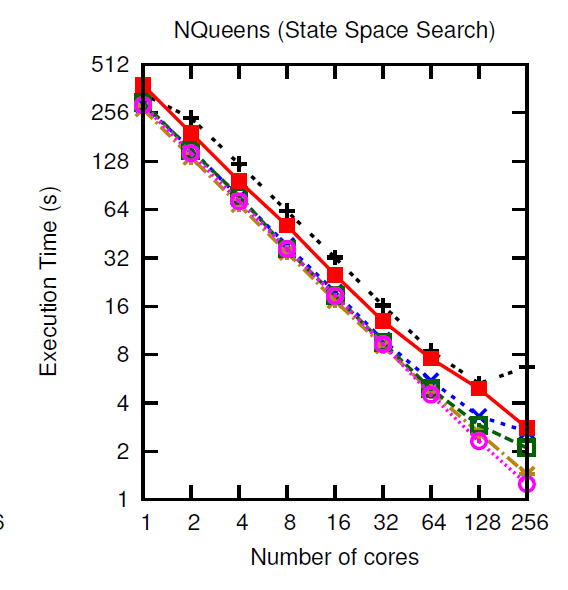 NQueens (State Space Search)
512
256
128
64
32
16
8
4
2
1
Execution Time (s)
6
1 2 4 8 16 32 64 128 256
Number of cores